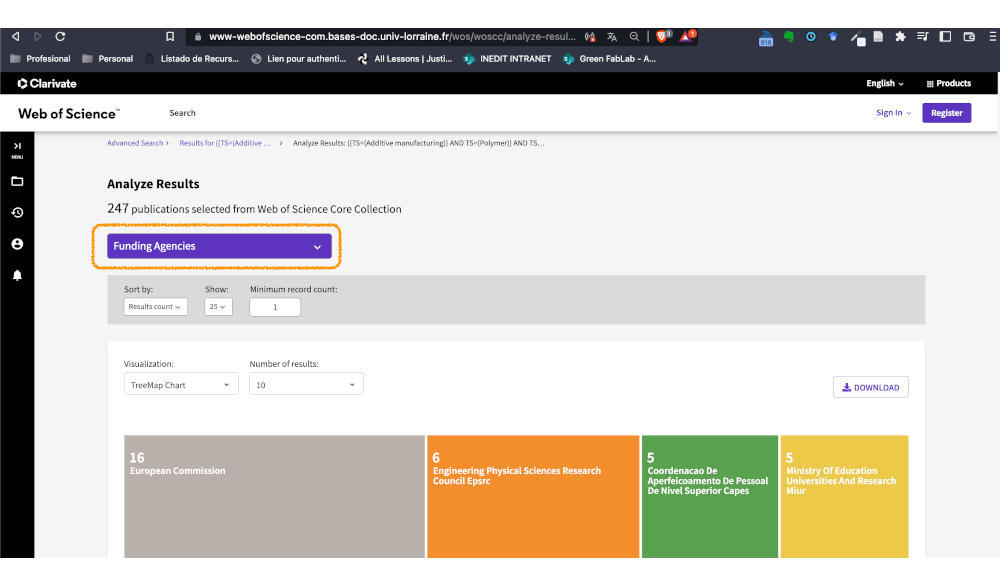 www-webofscience-com.bases-doc.univ-lorraine.fr/wos/woscc/analyze-resul...
3
1
918
Profesional
Personal
Listado de Recurs...
Lien pour authenti...
All Lessons | Justi...
INEDIT INTRANET
Green FabLab - A...
Clarivate
English
Products
Web of Science™
Search
Sign In
Register
MENU
Advanced Search >
Results for ((TS=(Additive ... >
Analyze Results: ((TS=(Additive manufacturing)) AND TS=(Polymer)) AND TS...
Analyze Results
247 publications selected from Web of Science Core Collection
Funding Agencies
Sort by:
Show:
Minimum record count:
Results count
25
1
Visualization:
Number of results:
TreeMap Chart
10
DOWNLOAD
16
European Commission
6
Engineering Physical Sciences Research
Council Epsrc
5
Coordenacao De
Aperfeicoamento De Pessoal
De Nivel Superior Capes
5
Ministry Of Education
Universities And Research
Miur